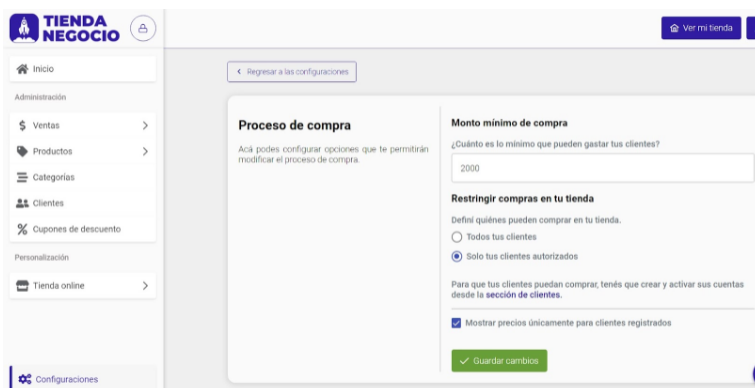 TIENDA
NEGOCIO
Ver mi tienda
Inicio
Administración
Ventas
Productos
Categorías
Clientes
Cupones de descuento
Personalización
Tienda online
Configuraciones
Regresar a las configuraciones
Proceso de compra
Acá podes configurar opciones que te permitirán
modificar el proceso de compra.
Monto mínimo de compra
¿Cuánto es lo mínimo que pueden gastar tus clientes?
2000
Restringir compras en tu tienda
Definí quiénes pueden comprar en tu tienda.
Todos tus clientes
Solo tus clientes autorizados
Para que tus clientes puedan comprar, tenés que crear y activar sus cuentas
desde la sección de clientes.
Mostrar precios únicamente para clientes registrados
Guardar cambios